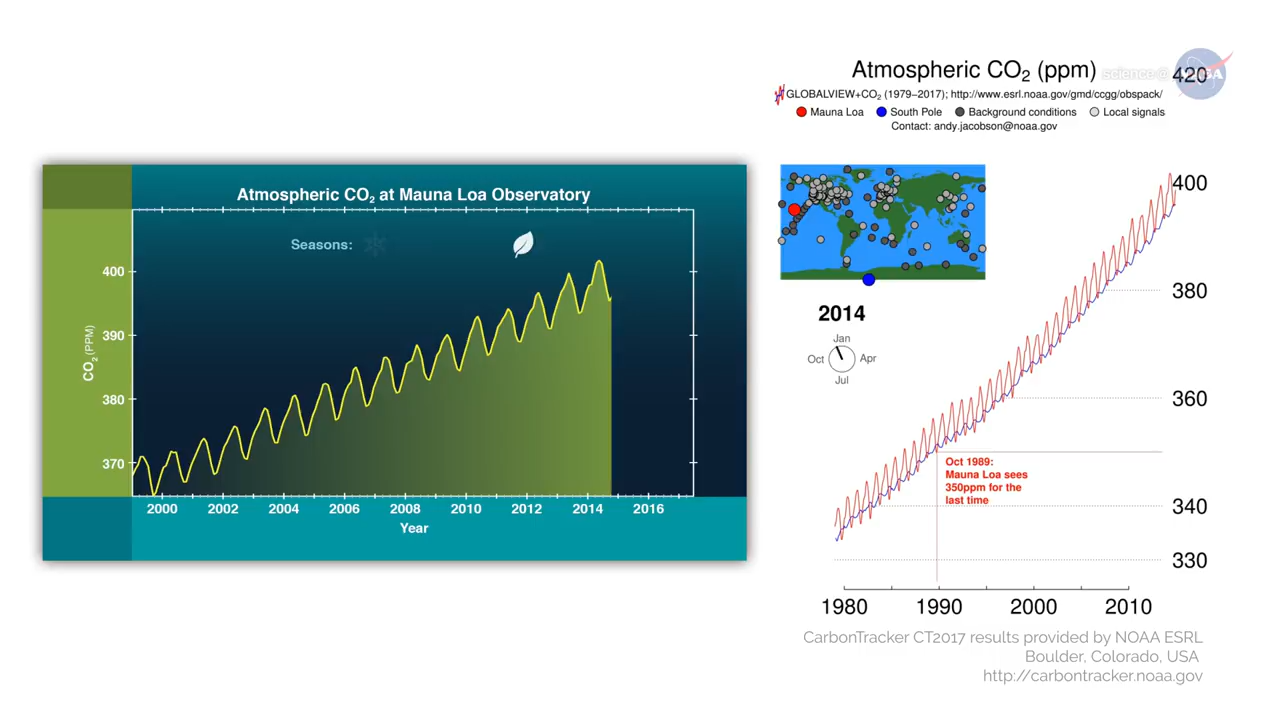 Atmospheric CO₂ (ppm)
science@
NASA
420
GLOBALVIEW+CO₂ (1979−2017); http://www.esrl.noaa.gov/gmd/ccgg/obspack/
Mauna Loa
South Pole
Background conditions
Local signals
Contact: andy.jacobson@noaa.gov
Atmospheric CO₂ at Mauna Loa Observatory
Seasons:
400
390
380
370
CO₂ (PPM)
2000 2002 2004 2006 2008 2010 2012 2014 2016
Year
2014
Jan
Oct
Apr
Jul
400
380
360
340
330
Oct 1989:
Mauna Loa sees
350ppm for the
last time
1980 1990 2000 2010
CarbonTracker CT2017 results provided by NOAA ESRL
Boulder, Colorado, USA
http://carbontracker.noaa.gov